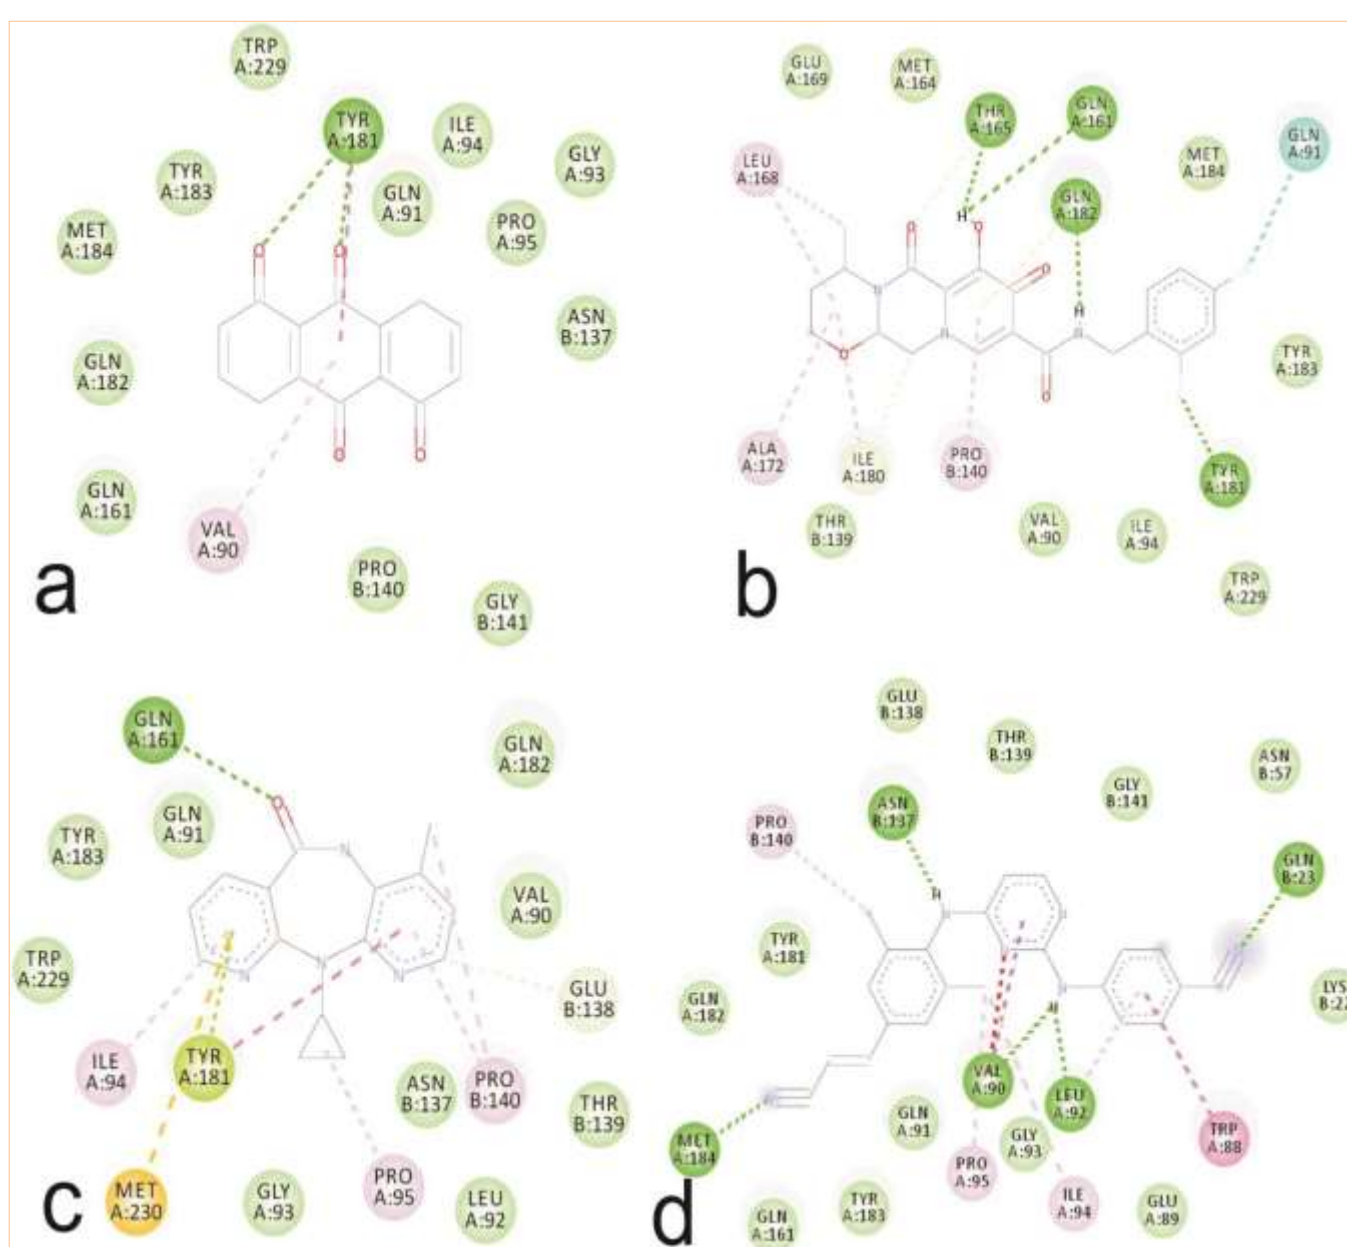 TRP
A:229
TYR
A:181
ILE
A:94
GLY
A:93
TYR
A:183
GLN
A:91
PRO
A:95
MET
A:184
ASN
B:137
GLN
A:182
GLN
A:161
VAL
A:90
PRO
B:140
GLY
B:141
O
O
O
O
a
GLU
A:169
MET
A:164
THR
A:165
GLN
A:161
GLN
A:91
LEU
A:168
MET
A:184
GLN
A:182
H
O
O
O
N
N
H
N
O
O
TYR
A:183
ALA
A:172
ILE
A:180
PRO
B:140
TYR
A:181
THR
B:139
VAL
A:90
ILE
A:94
TRP
A:229
b
GLN
A:161
GLN
A:182
GLN
A:91
TYR
A:183
O
N
VAL
A:90
TRP
A:229
N
N
N
GLU
B:138
ILE
A:94
TYR
A:181
ASN
B:137
PRO
B:140
THR
B:139
MET
A:230
GLY
A:93
PRO
A:95
LEU
A:92
c
GLU
B:138
THR
B:139
ASN
B:57
GLY
B:141
PRO
B:140
ASN
B:137
GLN
B:23
H
N
N
TYR
A:181
GLN
A:182
LYS
N
H
VAL
A:90
LEU
A:92
GLN
A:91
GLY
A:93
TRP
A:88
MET
A:184
PRO
A:95
ILE
A:94
GLU
A:89
TYR
A:183
GLN
A:161
d